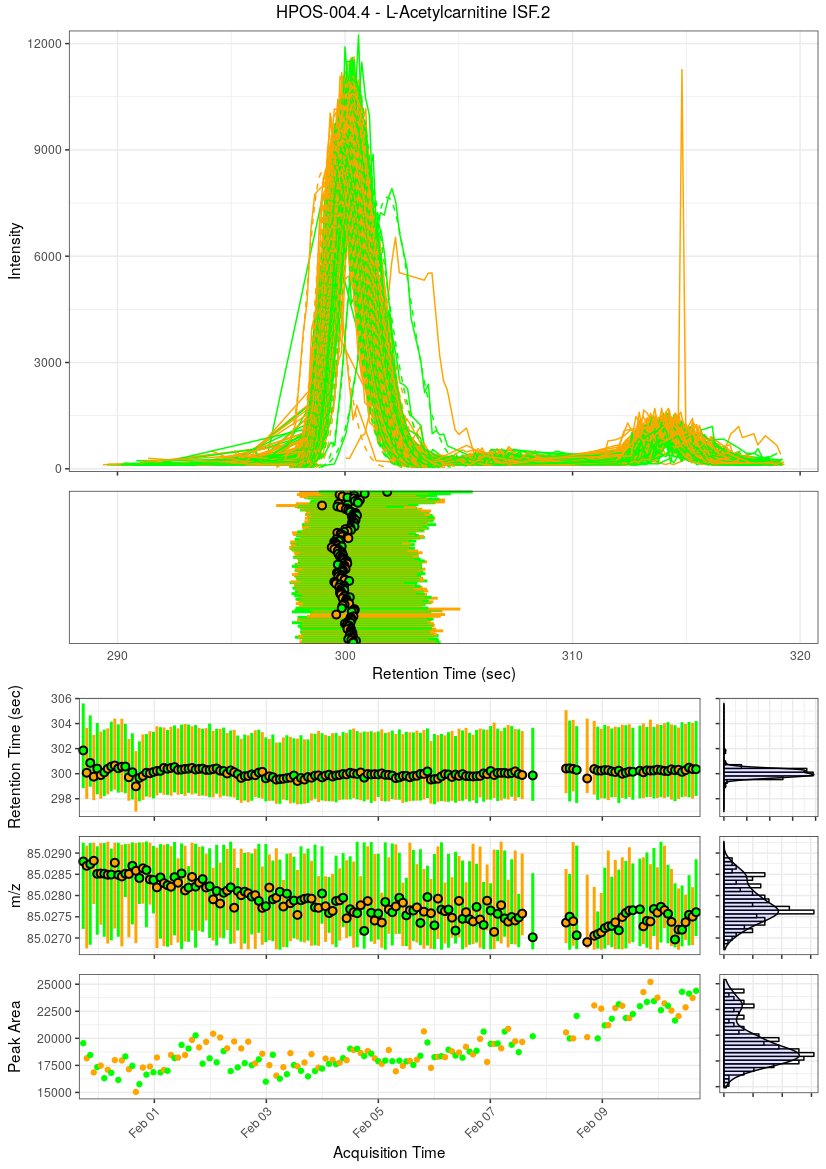 HPOS-004.4 - L-Acetylcarnitine ISF.2
12000
9000
6000
3000
0
Intensity
290
300
310
320
Retention Time (sec)
306
304
302
300
298
Retention Time (sec)
85.0290
85.0285
85.0280
85.0275
85.0270
m/z
25000
22500
20000
17500
15000
Peak Area
Feb 01
Feb 03
Feb 05
Feb 07
Feb 09
Acquisition Time